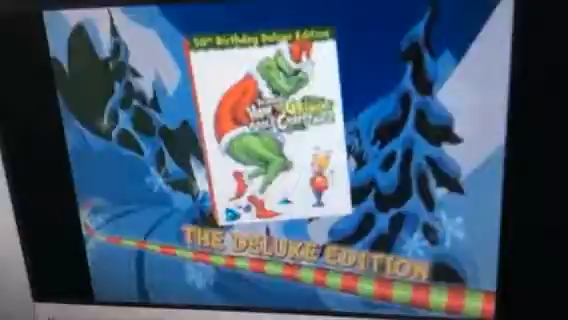 50th Birthday Deluxe Edition
How the Grinch
Stole Christmas
THE DELUXE EDITION